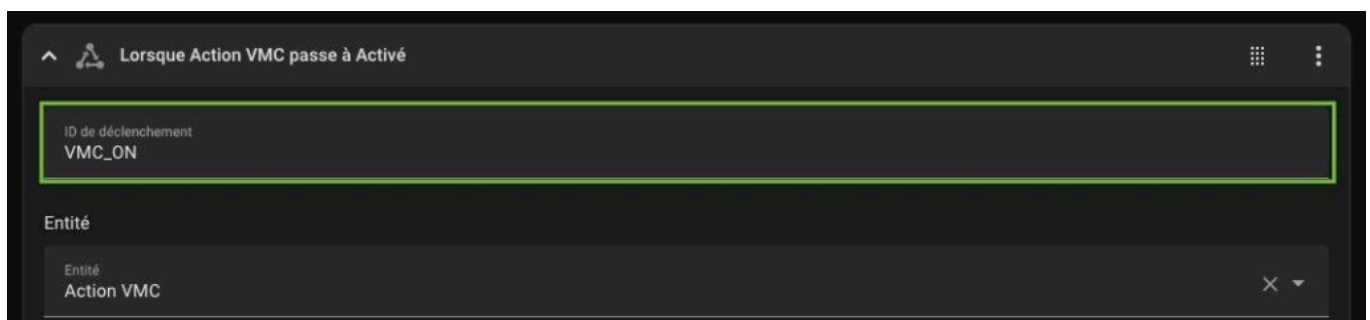 Lorsque Action VMC passe à Activé
ID de déclenchement
VMC_ON
Entité
Entité
Action VMC